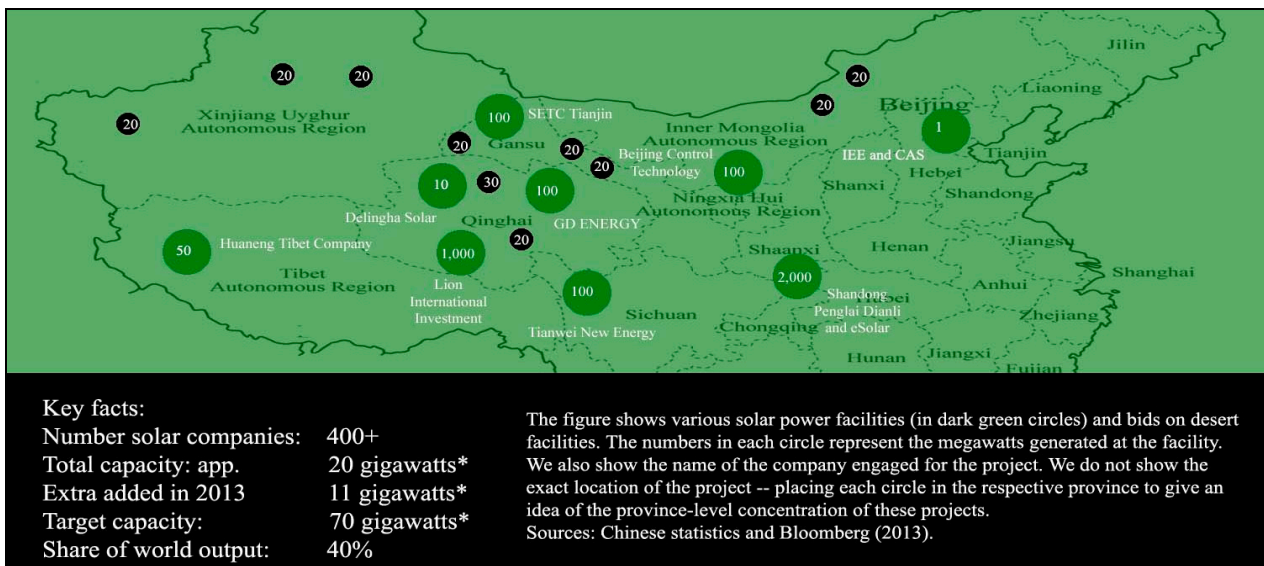 Jilin
20
20
20
Liaoning
20
Beijing
20
Xinjiang Uyghur
Autonomous Region
SETC Tianjin
100
Gansu
20
20
20
Inner Mongolia
Autonomous Region
Beijing Control
Technology
100
1
IEE and CAS
Tianjin
Hebei
10
30
100
Shanxi
Shandong
Ningxia Hui
Autonomous Region
Delingha Solar
Qinghai
GD ENERGY
20
50
Huaneng Tibet Company
Tibet
Autonomous Region
1,000
Lion
International
Investment
Shaanxi
Henan
Jiangsu
Shanghai
2,000
Anhui
Shandong
Penglai Dianli
and eSolar
Hubei
100
Tianwei New Energy
Sichuan
Chongqing
Zhejiang
Hunan
Jiangxi
Fujian
Key facts:
Number solar companies: 400+
Total capacity: app. 20 gigawatts*
Extra added in 2013 11 gigawatts*
Target capacity: 70 gigawatts*
Share of world output: 40%
The figure shows various solar power facilities (in dark green circles) and bids on desert
facilities. The numbers in each circle represent the megawatts generated at the facility.
We also show the name of the company engaged for the project. We do not show the
exact location of the project -- placing each circle in the respective province to give an
idea of the province-level concentration of these projects.
Sources: Chinese statistics and Bloomberg (2013).